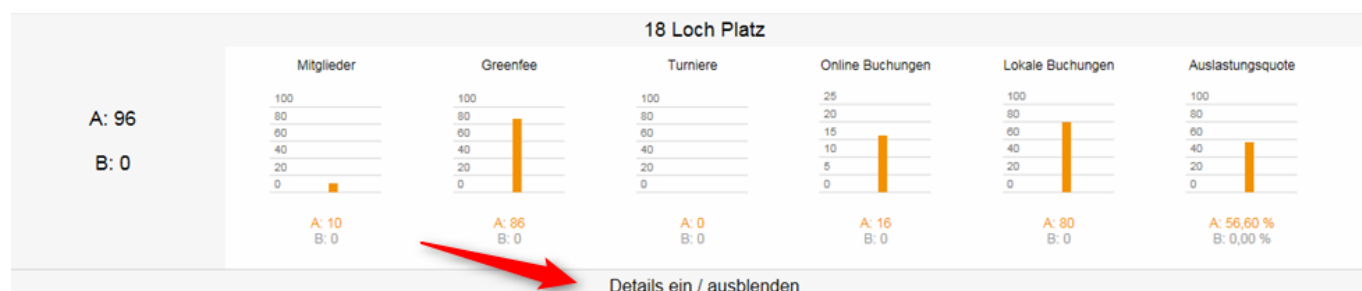 18 Loch Platz
Mitglieder Greenfee Turniere Online Buchungen Lokale Buchungen Auslastungsquote
100 100 100 25 100 100
80 80 80 20 80 80
60 60 60 15 60 60
40 40 40 10 40 40
20 20 20 5 20 20
0 0 0 0 0 0
A: 96
B: 0
A: 10 A: 86 A: 0 A: 16 A: 80 A: 56,60 %
B: 0 B: 0 B: 0 B: 0 B: 0 B: 0,00 %
Details ein / ausblenden